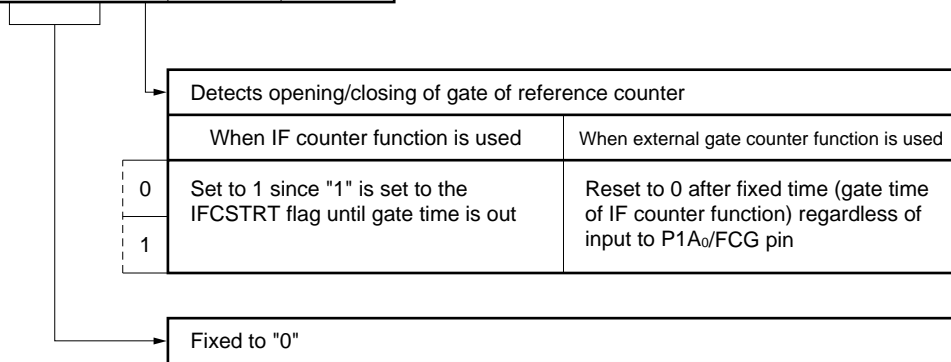 Detects opening/closing of gate of reference counter
When IF counter function is used
When external gate counter function is used
0
1
Set to 1 since "1" is set to the
IFCSTRT flag until gate time is out
Reset to 0 after fixed time (gate time
of IF counter function) regardless of
input to P1A0/FCG pin
Fixed to "0"